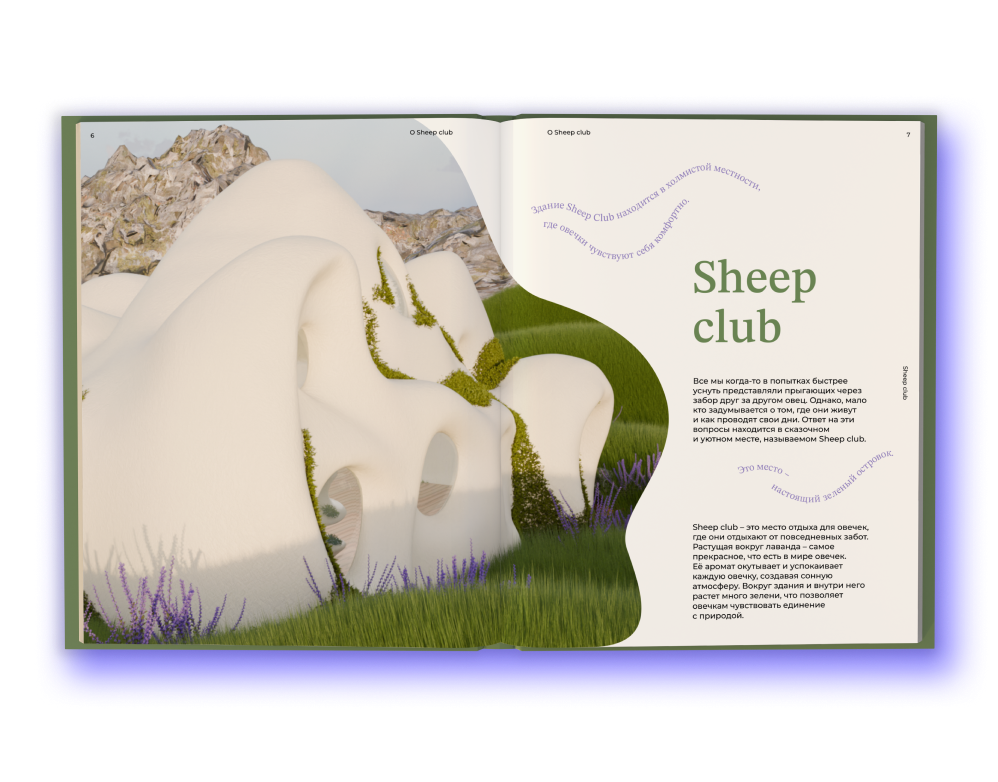 6
О Sheep club
О Sheep club
7
Здание Sheep Club находится в холмистой местности,
где овечки чувствуют себя комфортно.
Sheep
club
Все мы когда-то в попытках быстрее
уснуть представляли прыгающих через
забор друг за другом овец. Однако, мало
кто задумывается о том, где они живут
и как проводят свои дни. Ответ на эти
вопросы находится в сказочном
и уютном месте, называемом Sheep club.
Sheep club
Это место –
настоящий зеленый островок.
Sheep club – это место отдыха для овечек,
где они отдыхают от повседневных забот.
Растущая вокруг лаванда – самое
прекрасное, что есть в мире овечек.
Её аромат окутывает и успокаивает
каждую овечку, создавая сонную
атмосферу. Вокруг здания и внутри него
растет много зелени, что позволяет
овечкам чувствовать единение
с природой.